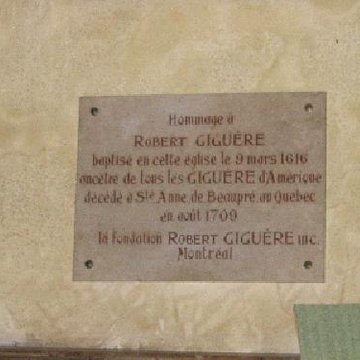 Hommage à
ROBERT GIGUÈRE
baptisé en cette église le 9 mars 1616
ancêtre de tous les GIGUÈRE d'Amérique
décédé à Ste Anne de Beaupré au Québec
en août 1709
la fondation ROBERT GIGUÈRE inc.
Montréal